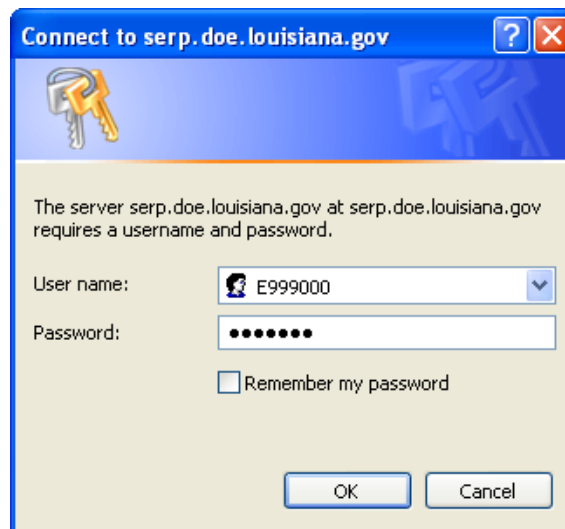 Connect to serp.doe.louisiana.gov
The server serp.doe.louisiana.gov at serp.doe.louisiana.gov
requires a username and password.
User name: E999000
Password: •••••••
Remember my password
OK Cancel